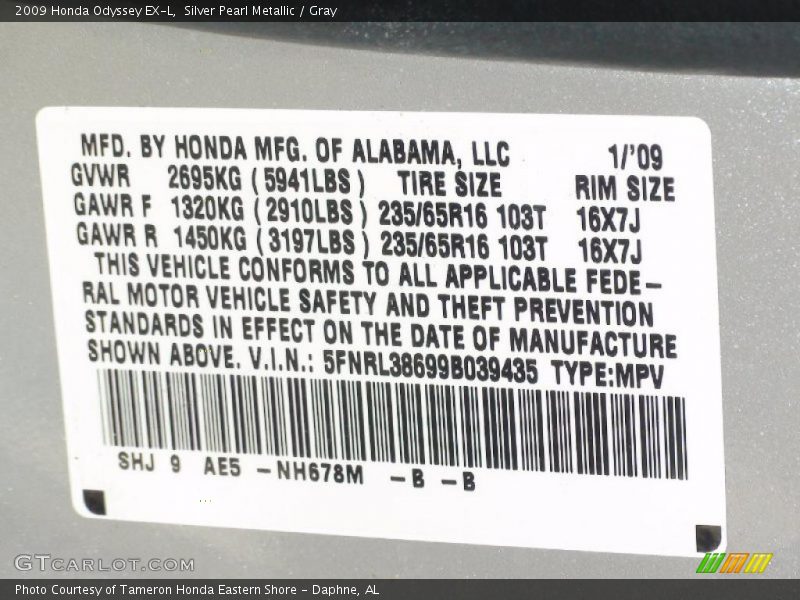 2009 Honda Odyssey EX-L, Silver Pearl Metallic / Gray
MFD. BY HONDA MFG. OF ALABAMA, LLC 1/'09
GVWR 2695KG (5941LBS) TIRE SIZE RIM SIZE
GAWR F 1320KG (2910LBS) 235/65R16 103T 16X7J
GAWR R 1450KG (3197LBS) 235/65R16 103T 16X7J
THIS VEHICLE CONFORMS TO ALL APPLICABLE FEDE-
RAL MOTOR VEHICLE SAFETY AND THEFT PREVENTION
STANDARDS IN EFFECT ON THE DATE OF MANUFACTURE
SHOWN ABOVE. V.I.N.: 5FNRL38699B039435 TYPE:MPV
SHJ 9 AE5 -NH678M -B -B
GTCARLOT.COM
Photo Courtesy of Tameron Honda Eastern Shore - Daphne, AL